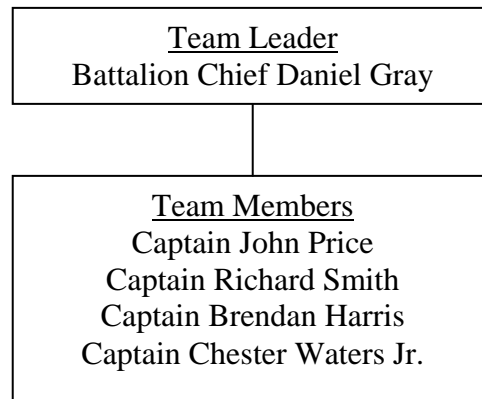 Team Leader
Battalion Chief Daniel Gray
Team Members
Captain John Price
Captain Richard Smith
Captain Brendan Harris
Captain Chester Waters Jr.